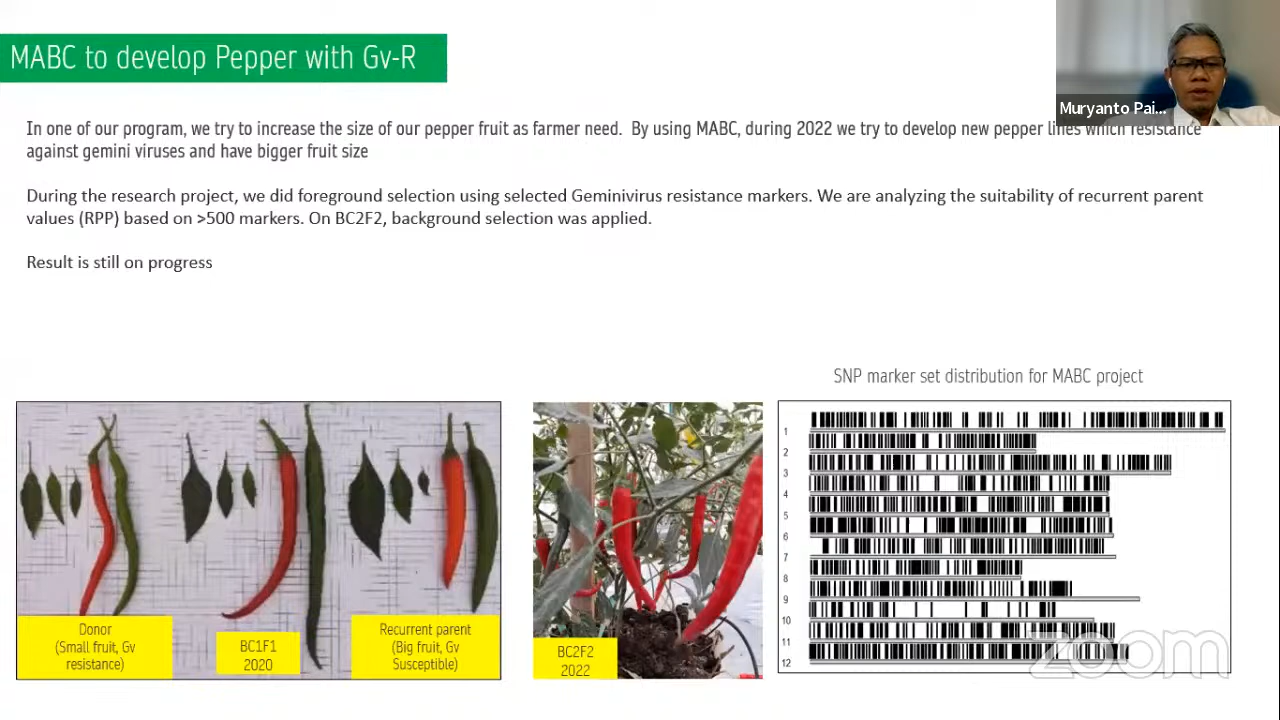 MABC to develop Pepper with Gv-R
Muryanto Pai...
In one of our program, we try to increase the size of our pepper fruit as farmer need. By using MABC, during 2022 we try to develop new pepper lines which resistance
against gemini viruses and have bigger fruit size
During the research project, we did foreground selection using selected Geminivirus resistance markers. We are analyzing the suitability of recurrent parent
values (RPP) based on >500 markers. On BC2F2, background selection was applied.
Result is still on progress
SNP marker set distribution for MABC project
Donor
(Small fruit, Gv
resistance)
BC1F1
2020
Recurrent parent
(Big fruit, Gv
Susceptible)
BC2F2
2022
1
2
3
4
5
6
7
8
9
10
11
12
zoom